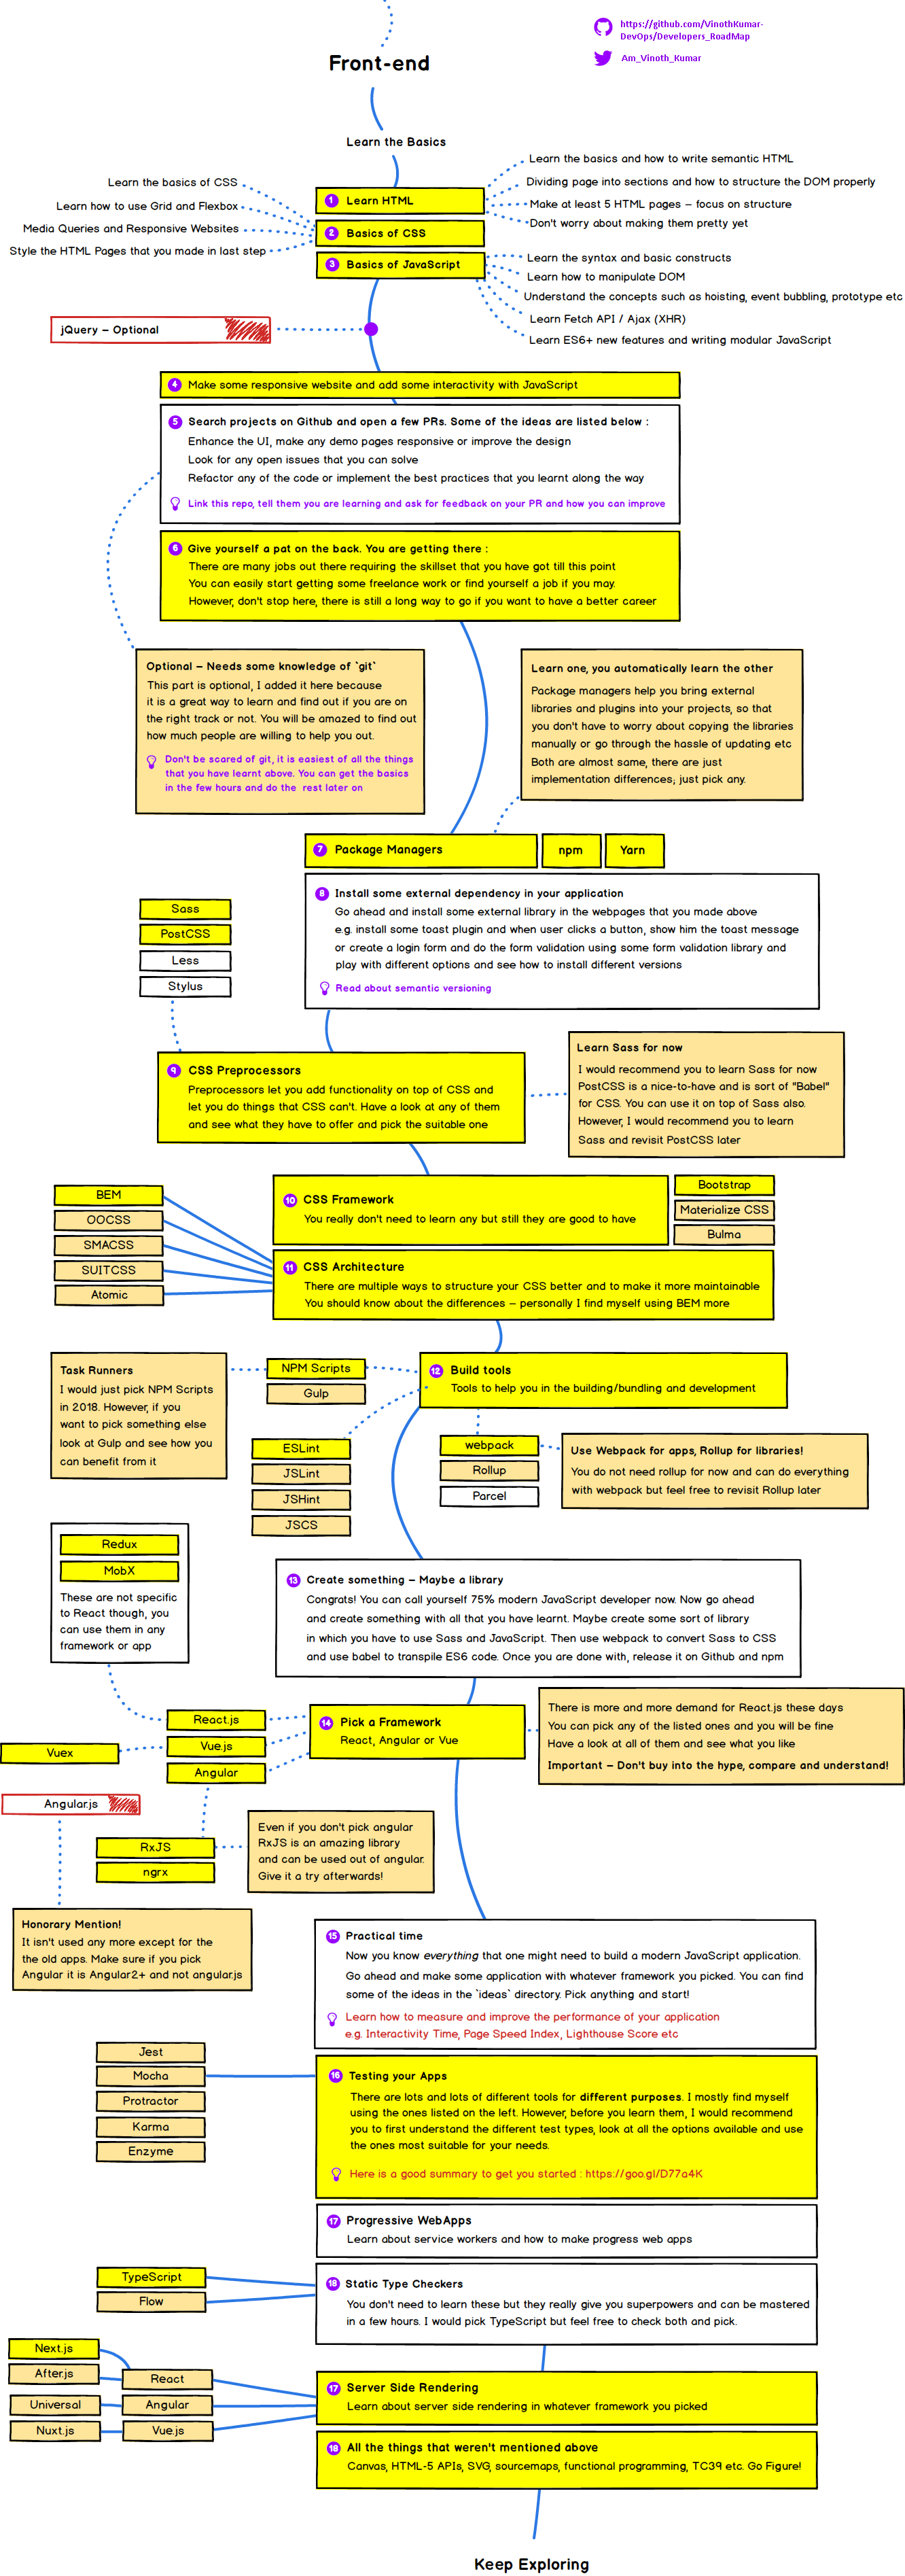 https://github.com/VinothKumar-
DevOps/Developers_RoadMap
Am_Vinoth_Kumar
Front-end
Learn the Basics
1 Learn HTML
Learn the basics and how to write semantic HTML
Dividing page into sections and how to structure the DOM properly
Make at least 5 HTML pages – focus on structure
Don't worry about making them pretty yet
2 Basics of CSS
Learn the basics of CSS
Learn how to use Grid and Flexbox
Media Queries and Responsive Websites
Style the HTML Pages that you made in last step
3 Basics of JavaScript
Learn the syntax and basic constructs
Learn how to manipulate DOM
Understand the concepts such as hoisting, event bubbling, prototype etc
Learn Fetch API / Ajax (XHR)
Learn ES6+ new features and writing modular JavaScript
jQuery – Optional
4 Make some responsive website and add some interactivity with JavaScript
5 Search projects on Github and open a few PRs. Some of the ideas are listed below :
Enhance the UI, make any demo pages responsive or improve the design
Look for any open issues that you can solve
Refactor any of the code or implement the best practices that you learnt along the way
Link this repo, tell them you are learning and ask for feedback on your PR and how you can improve
6 Give yourself a pat on the back. You are getting there :
There are many jobs out there requiring the skillset that you have got till this point
You can easily start getting some freelance work or find yourself a job if you may.
However, don't stop here, there is still a long way to go if you want to have a better career
Optional – Needs some knowledge of `git`
This part is optional, I added it here because
it is a great way to learn and find out if you are on
the right track or not. You will be amazed to find out
how much people are willing to help you out.
Don't be scared of git, it is easiest of all the things
that you have learnt above. You can get the basics
in the few hours and do the rest later on
Learn one, you automatically learn the other
Package managers help you bring external
libraries and plugins into your projects, so that
you don't have to worry about copying the libraries
manually or go through the hassle of updating etc
Both are almost same, there are just
implementation differences; just pick any.
7 Package Managers
npm
Yarn
8 Install some external dependency in your application
Go ahead and install some external library in the webpages that you made above
e.g. install some toast plugin and when user clicks a button, show him the toast message
or create a login form and do the form validation using some form validation library and
play with different options and see how to install different versions
Read about semantic versioning
Sass
PostCSS
Less
Stylus
9 CSS Preprocessors
Preprocessors let you add functionality on top of CSS and
let you do things that CSS can't. Have a look at any of them
and see what they have to offer and pick the suitable one
Learn Sass for now
I would recommend you to learn Sass for now
PostCSS is a nice-to-have and is sort of "Babel"
for CSS. You can use it on top of Sass also.
However, I would recommend you to learn
Sass and revisit PostCSS later
10 CSS Framework
You really don't need to learn any but still they are good to have
Bootstrap
Materialize CSS
Bulma
BEM
OOCSS
SMACSS
SUITCSS
Atomic
11 CSS Architecture
There are multiple ways to structure your CSS better and to make it more maintainable
You should know about the differences – personally I find myself using BEM more
12 Build tools
Tools to help you in the building/bundling and development
Task Runners
I would just pick NPM Scripts
in 2018. However, if you
want to pick something else
look at Gulp and see how you
can benefit from it
NPM Scripts
Gulp
ESLint
JSLint
JSHint
JSCS
webpack
Rollup
Parcel
Use Webpack for apps, Rollup for libraries!
You do not need rollup for now and can do everything
with webpack but feel free to revisit Rollup later
Redux
MobX
These are not specific
to React though, you
can use them in any
framework or app
13 Create something – Maybe a library
Congrats! You can call yourself 75% modern JavaScript developer now. Now go ahead
and create something with all that you have learnt. Maybe create some sort of library
in which you have to use Sass and JavaScript. Then use webpack to convert Sass to CSS
and use babel to transpile ES6 code. Once you are done with, release it on Github and npm
14 Pick a Framework
React, Angular or Vue
There is more and more demand for React.js these days
You can pick any of the listed ones and you will be fine
Have a look at all of them and see what you like
Important – Don't buy into the hype, compare and understand!
React.js
Vue.js
Angular
Vuex
Angular.js
RxJS
ngrx
Even if you don't pick angular
RxJS is an amazing library
and can be used out of angular.
Give it a try afterwards!
Honorary Mention!
It isn't used any more except for the
the old apps. Make sure if you pick
Angular it is Angular2+ and not angular.js
15 Practical time
Now you know everything that one might need to build a modern JavaScript application.
Go ahead and make some application with whatever framework you picked. You can find
some of the ideas in the `ideas` directory. Pick anything and start!
Learn how to measure and improve the performance of your application
e.g. Interactivity Time, Page Speed Index, Lighthouse Score etc
Jest
Mocha
Protractor
Karma
Enzyme
16 Testing your Apps
There are lots and lots of different tools for different purposes. I mostly find myself
using the ones listed on the left. However, before you learn them, I would recommend
you to first understand the different test types, look at all the options available and use
the ones most suitable for your needs.
Here is a good summary to get you started : https://goo.gl/D77a4K
17 Progressive WebApps
Learn about service workers and how to make progress web apps
TypeScript
Flow
18 Static Type Checkers
You don't need to learn these but they really give you superpowers and can be mastered
in a few hours. I would pick TypeScript but feel free to check both and pick.
Next.js
After.js
React
Universal
Angular
Nuxt.js
Vue.js
17 Server Side Rendering
Learn about server side rendering in whatever framework you picked
18 All the things that weren't mentioned above
Canvas, HTML-5 APIs, SVG, sourcemaps, functional programming, TC39 etc. Go Figure!
Keep Exploring